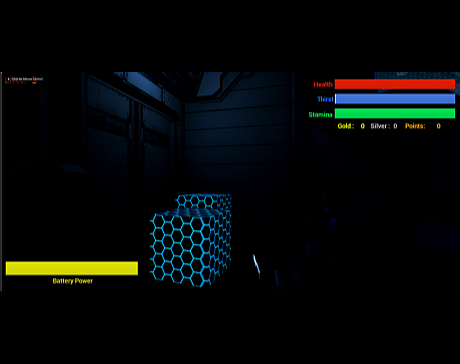 Health
Thirst
Stamina
Gold : 0 Silver : 0 Points: 0
Battery Power